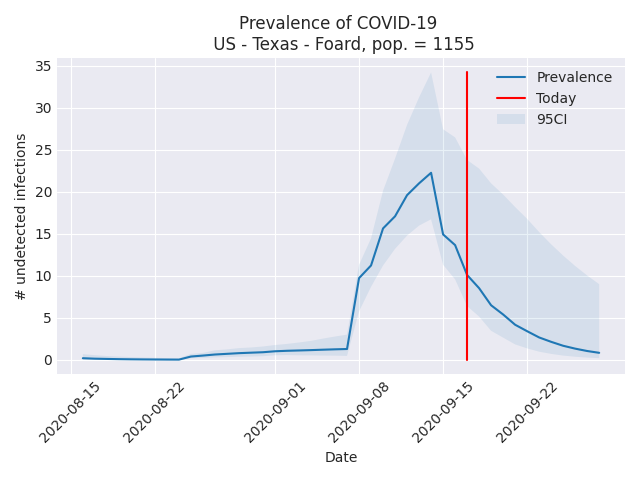 Prevalence of COVID-19
US - Texas - Foard, pop. = 1155
# undetected infections
35
30
25
20
15
10
5
0
Prevalence
Today
95CI
2020-08-15
2020-08-22
2020-09-01
2020-09-08
2020-09-15
2020-09-22
Date